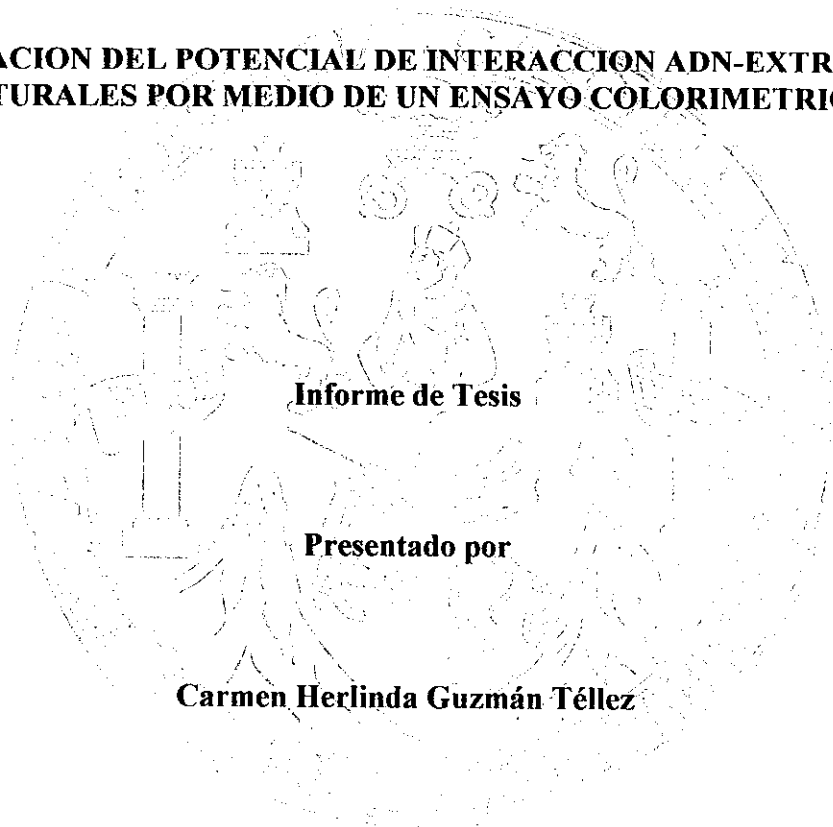 ACION DEL POTENCIAL DE INTERACCION ADN-EXTR
TURALES POR MEDIO DE UN ENSAYO COLORIMETRI
Informe de Tesis
Presentado por
Carmen Herlinda Guzmán Téllez